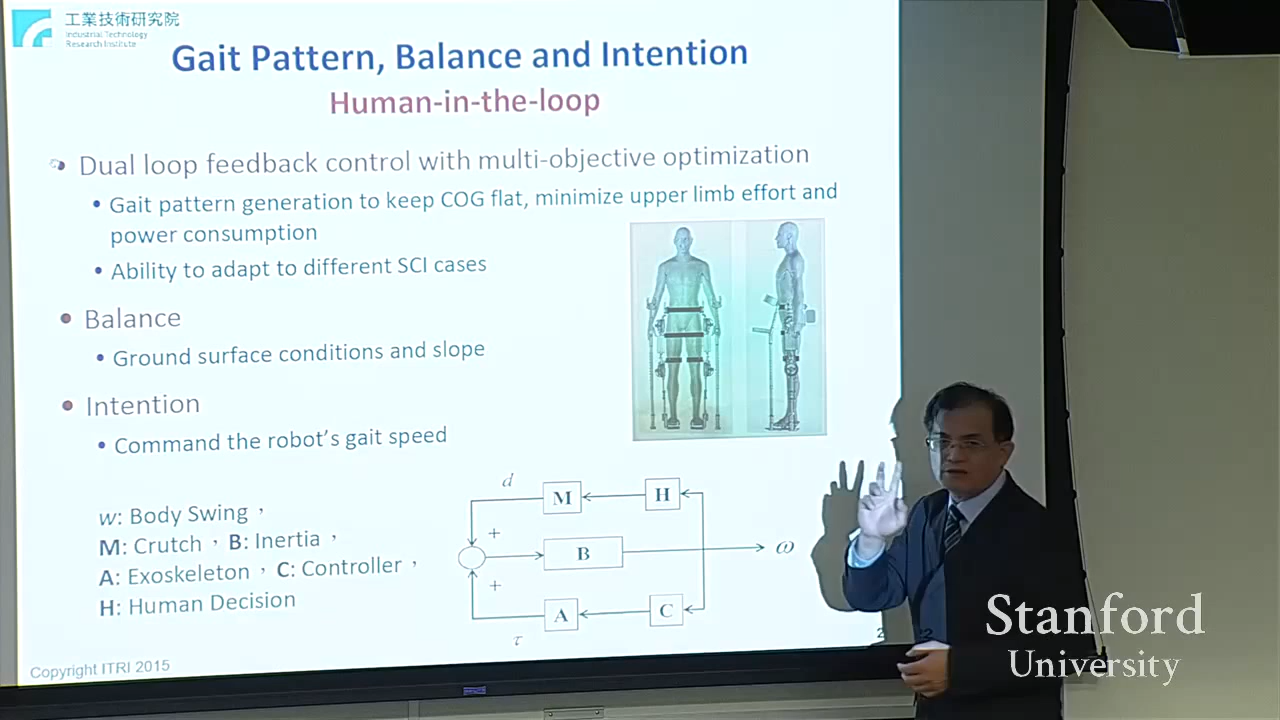 工業技術研究院
Industrial Technology
Research Institute
Gait Pattern, Balance and Intention
Human-in-the-loop
Dual loop feedback control with multi-objective optimization
• Gait pattern generation to keep COG flat, minimize upper limb effort and
power consumption
• Ability to adapt to different SCI cases
• Balance
• Ground surface conditions and slope
• Intention
• Command the robot's gait speed
w: Body Swing，
M: Crutch，B: Inertia，
A: Exoskeleton，C: Controller，
H: Human Decision
d
M
H
+
B
ω
+
A
C
τ
Copyright ITRI 2015
Stanford
University